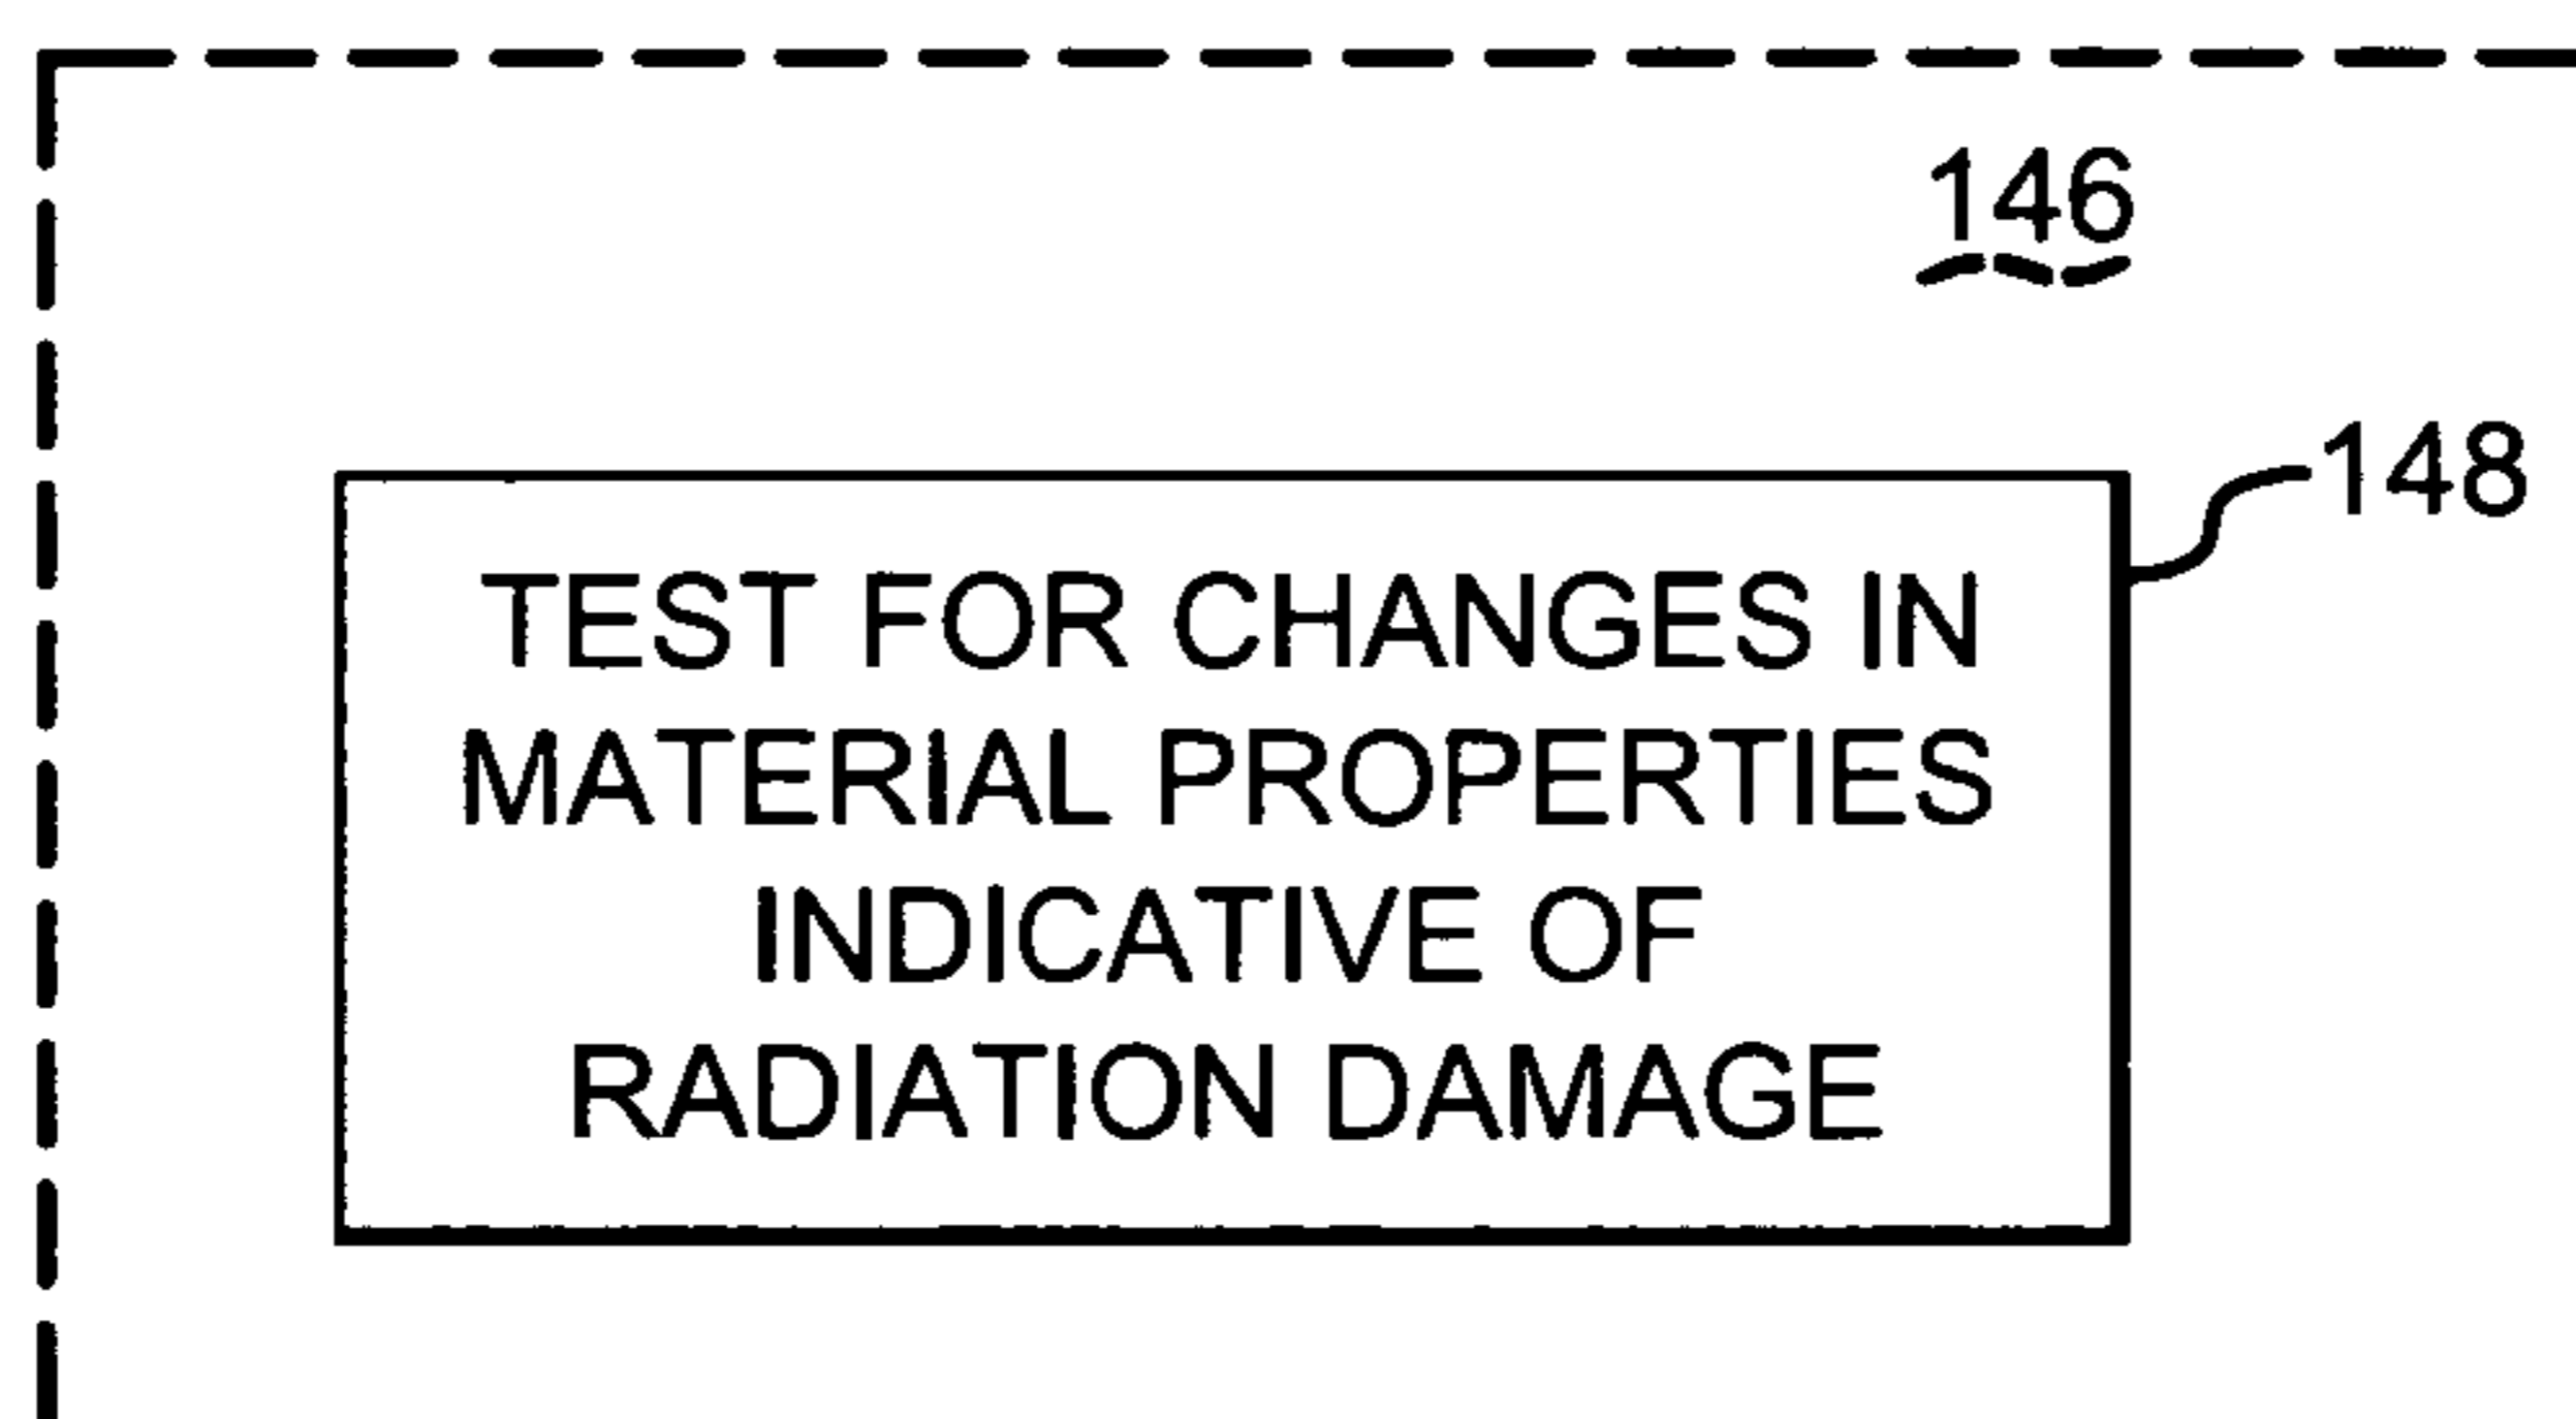 146
148
TEST FOR CHANGES IN
MATERIAL PROPERTIES
INDICATIVE OF
RADIATION DAMAGE